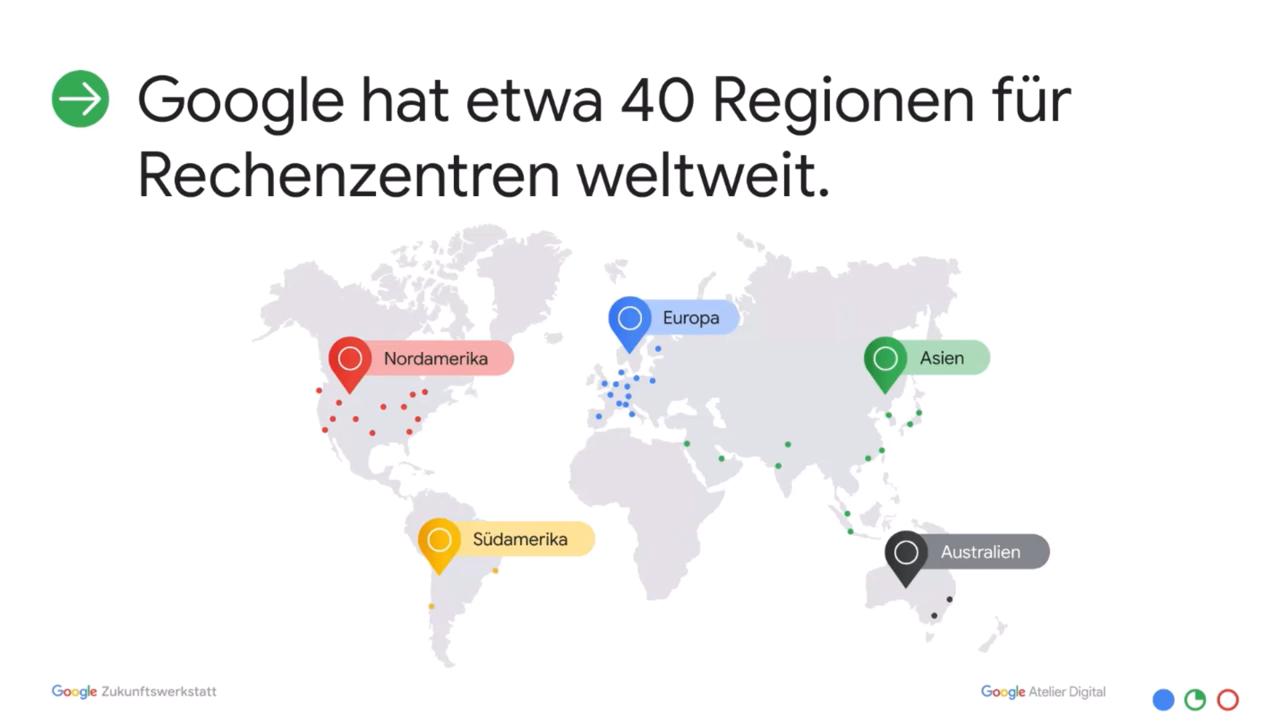 Google hat etwa 40 Regionen für
Rechenzentren weltweit.
Europa
Nordamerika
Asien
Südamerika
Australien
Google Zukunftswerkstatt
Google Atelier Digital